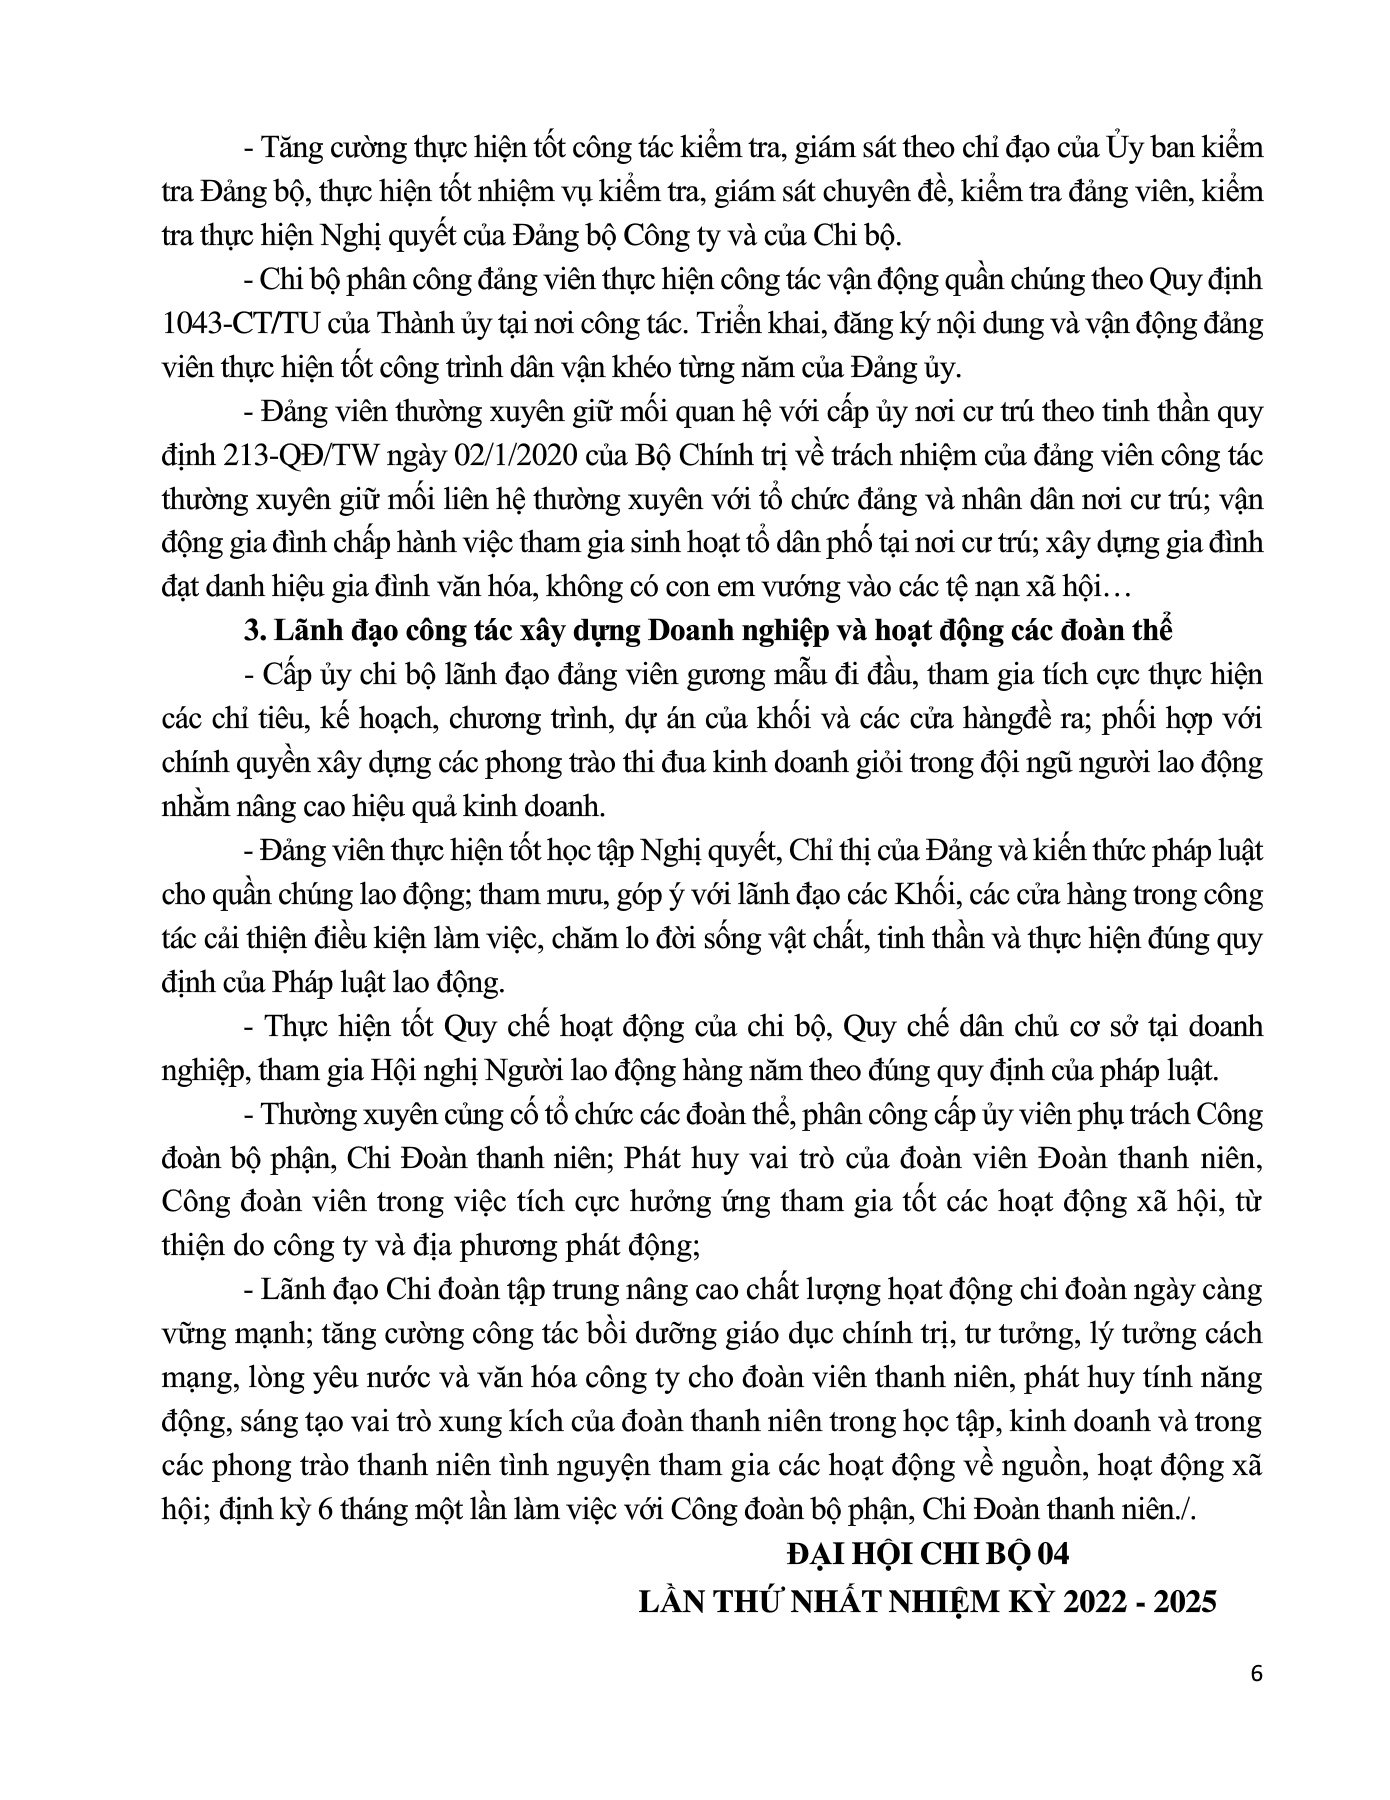 - Tăng cường thực hiện tốt công tác kiểm tra, giám sát theo chỉ đạo của Ủy ban kiểm
tra Đảng bộ, thực hiện tốt nhiệm vụ kiểm tra, giám sát chuyên đề, kiểm tra đảng viên, kiểm
tra thực hiện Nghị quyết của Đảng bộ Công ty và của Chi bộ.
- Chi bộ phân công đảng viên thực hiện công tác vận động quần chúng theo Quy định
1043-CT/TU của Thành ủy tại nơi công tác. Triển khai, đăng ký nội dung và vận động đảng
viên thực hiện tốt công trình dân vận khéo từng năm của Đảng ủy.
- Đảng viên thường xuyên giữ mối quan hệ với cấp ủy nơi cư trú theo tinh thần quy
định 213-QĐ/TW ngày 02/1/2020 của Bộ Chính trị về trách nhiệm của đảng viên công tác
thường xuyên giữ mối liên hệ thường xuyên với tổ chức đảng và nhân dân nơi cư trú; vận
động gia đình chấp hành việc tham gia sinh hoạt tổ dân phố tại nơi cư trú; xây dựng gia đình
đạt danh hiệu gia đình văn hóa, không có con em vướng vào các tệ nạn xã hội…
3. Lãnh đạo công tác xây dựng Doanh nghiệp và hoạt động các đoàn thể
- Cấp ủy chi bộ lãnh đạo đảng viên gương mẫu đi đầu, tham gia tích cực thực hiện
các chỉ tiêu, kế hoạch, chương trình, dự án của khối và các cửa hàngđề ra; phối hợp với
chính quyền xây dựng các phong trào thi đua kinh doanh giỏi trong đội ngũ người lao động
nhằm nâng cao hiệu quả kinh doanh.
- Đảng viên thực hiện tốt học tập Nghị quyết, Chỉ thị của Đảng và kiến thức pháp luật
cho quần chúng lao động; tham mưu, góp ý với lãnh đạo các Khối, các cửa hàng trong công
tác cải thiện điều kiện làm việc, chăm lo đời sống vật chất, tinh thần và thực hiện đúng quy
định của Pháp luật lao động.
- Thực hiện tốt Quy chế hoạt động của chi bộ, Quy chế dân chủ cơ sở tại doanh
nghiệp, tham gia Hội nghị Người lao động hàng năm theo đúng quy định của pháp luật.
- Thường xuyên củng cố tổ chức các đoàn thể, phân công cấp ủy viên phụ trách Công
đoàn bộ phận, Chi Đoàn thanh niên; Phát huy vai trò của đoàn viên Đoàn thanh niên,
Công đoàn viên trong việc tích cực hưởng ứng tham gia tốt các hoạt động xã hội, từ
thiện do công ty và địa phương phát động;
- Lãnh đạo Chi đoàn tập trung nâng cao chất lượng họat động chi đoàn ngày càng
vững mạnh; tăng cường công tác bồi dưỡng giáo dục chính trị, tư tưởng, lý tưởng cách
mạng, lòng yêu nước và văn hóa công ty cho đoàn viên thanh niên, phát huy tính năng
động, sáng tạo vai trò xung kích của đoàn thanh niên trong học tập, kinh doanh và trong
các phong trào thanh niên tình nguyện tham gia các hoạt động về nguồn, hoạt động xã
hội; định kỳ 6 tháng một lần làm việc với Công đoàn bộ phận, Chi Đoàn thanh niên./.
ĐẠI HỘI CHI BỘ 04
LẦN THỨ NHẤT NHIỆM KỲ 2022 - 2025
6